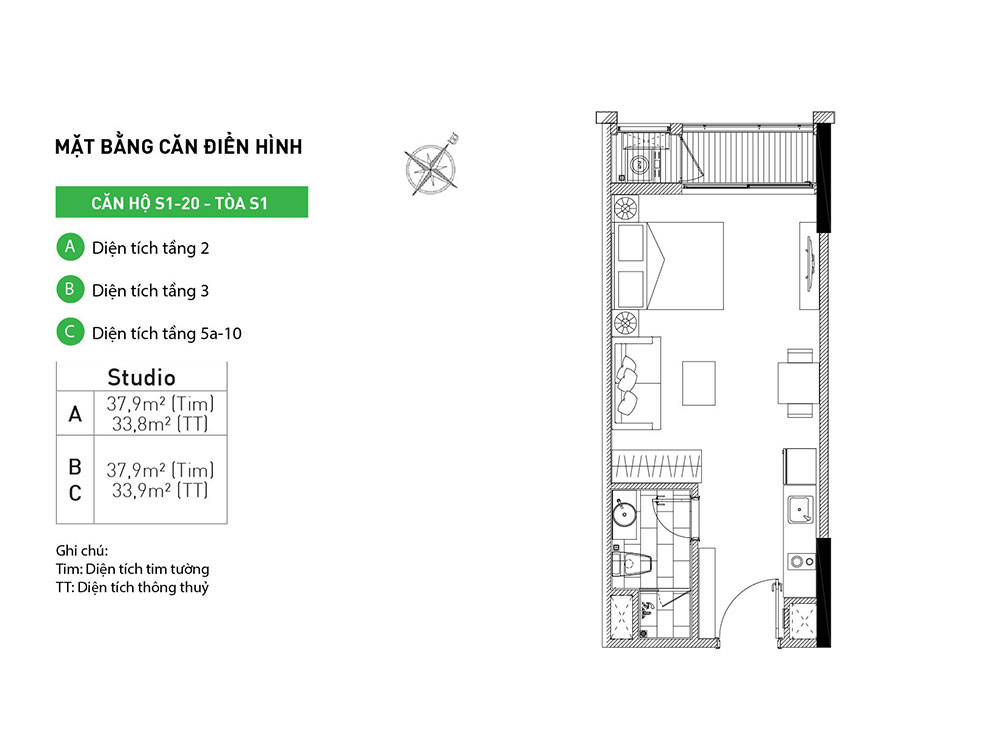 MẶT BẰNG CĂN ĐIỂN HÌNH
B
CĂN HỘ S1-20 - TÒA S1
A Diện tích tầng 2
B Diện tích tầng 3
C Diện tích tầng 5a-10
Studio
A
37,9m² (Tim)
33,8m² (TT)
B
C
37,9m² (Tim)
33,9m² (TT)
Ghi chú:
Tim: Diện tích tim tường
TT: Diện tích thông thuỷ